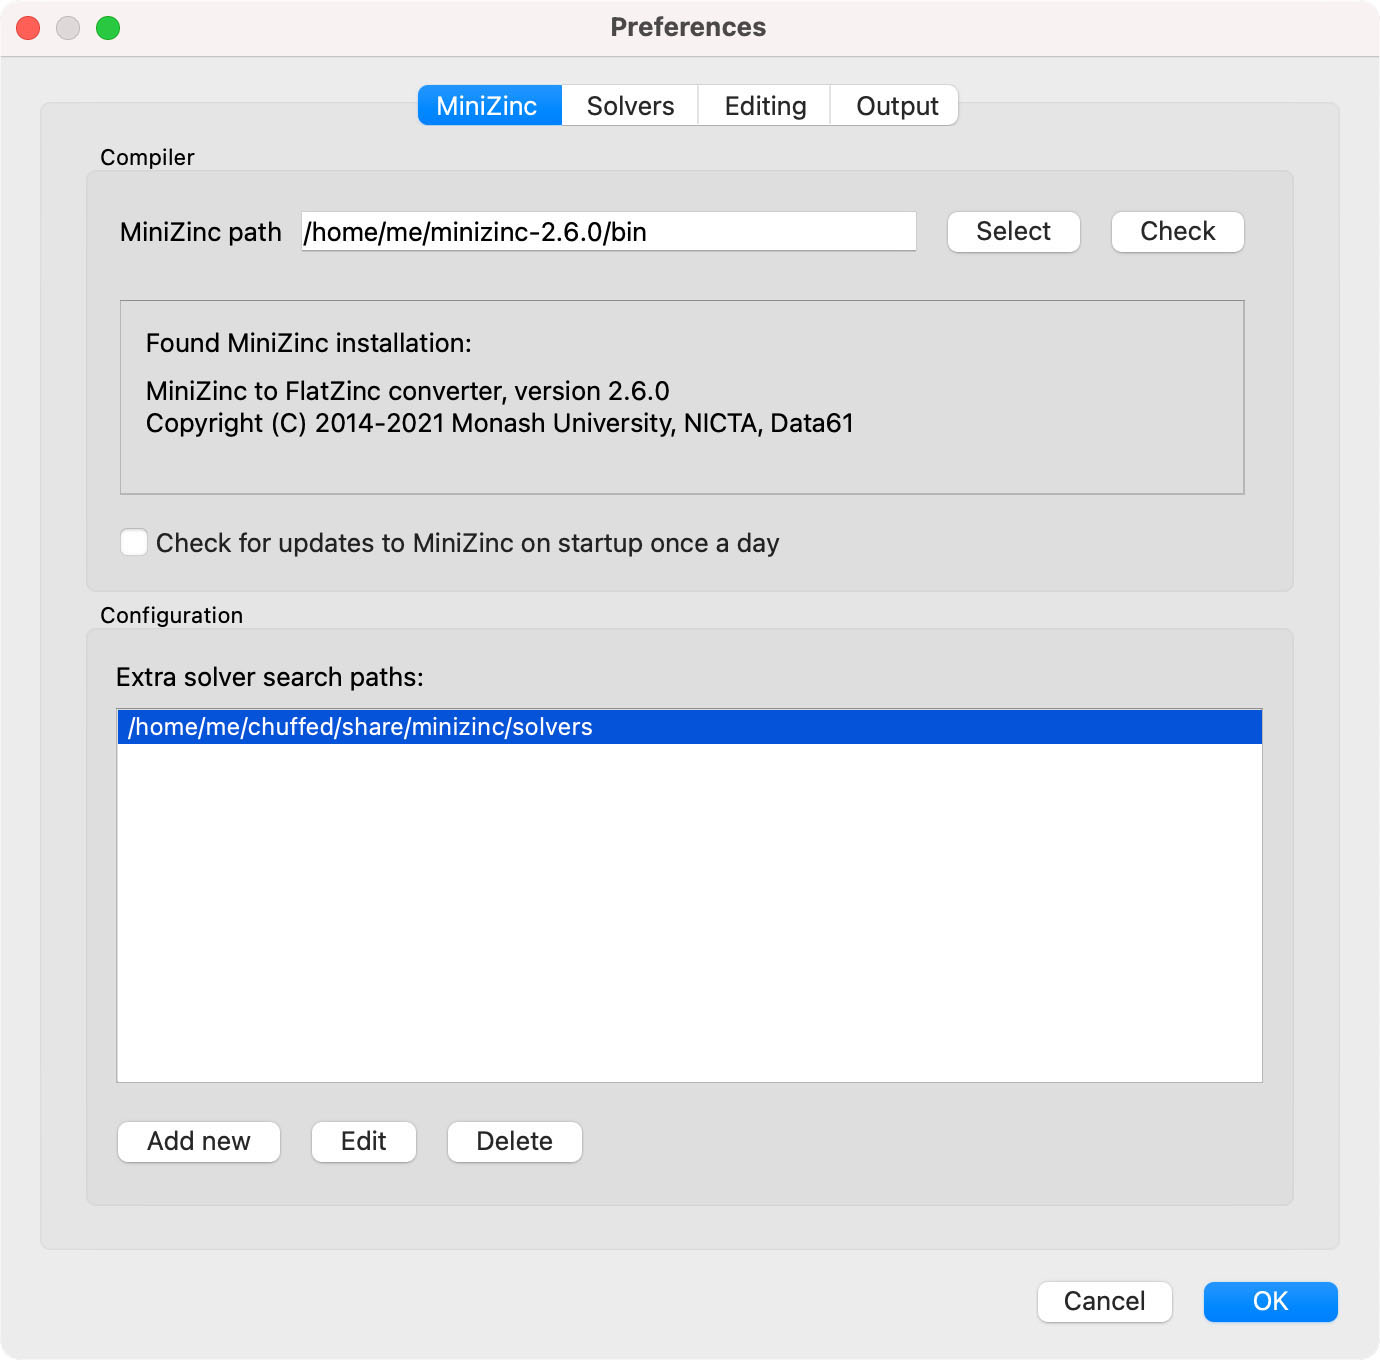 Preferences
MiniZinc Solvers Editing Output
Compiler
MiniZinc path /home/me/minizinc-2.6.0/bin Select Check
Found MiniZinc installation:
MiniZinc to FlatZinc converter, version 2.6.0
Copyright (C) 2014-2021 Monash University, NICTA, Data61
Check for updates to MiniZinc on startup once a day
Configuration
Extra solver search paths:
/home/me/chuffed/share/minizinc/solvers
Add new Edit Delete
Cancel OK